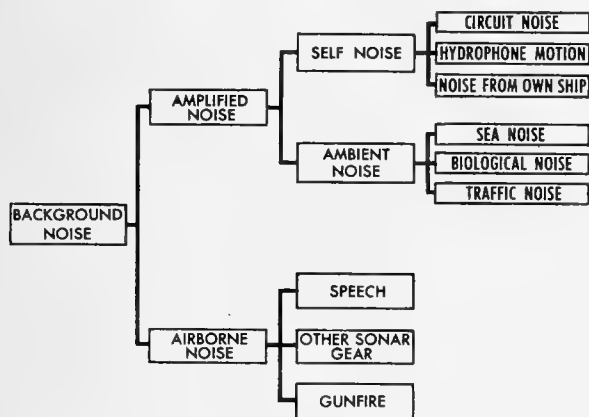 BACKGROUND
NOISE
AMPLIFIED
NOISE
SELF NOISE
CIRCUIT NOISE
HYDROPHONE MOTION
NOISE FROM OWN SHIP
AMBIENT
NOISE
SEA NOISE
BIOLOGICAL NOISE
TRAFFIC NOISE
AIRBORNE
NOISE
SPEECH
OTHER SONAR
GEAR
GUNFIRE